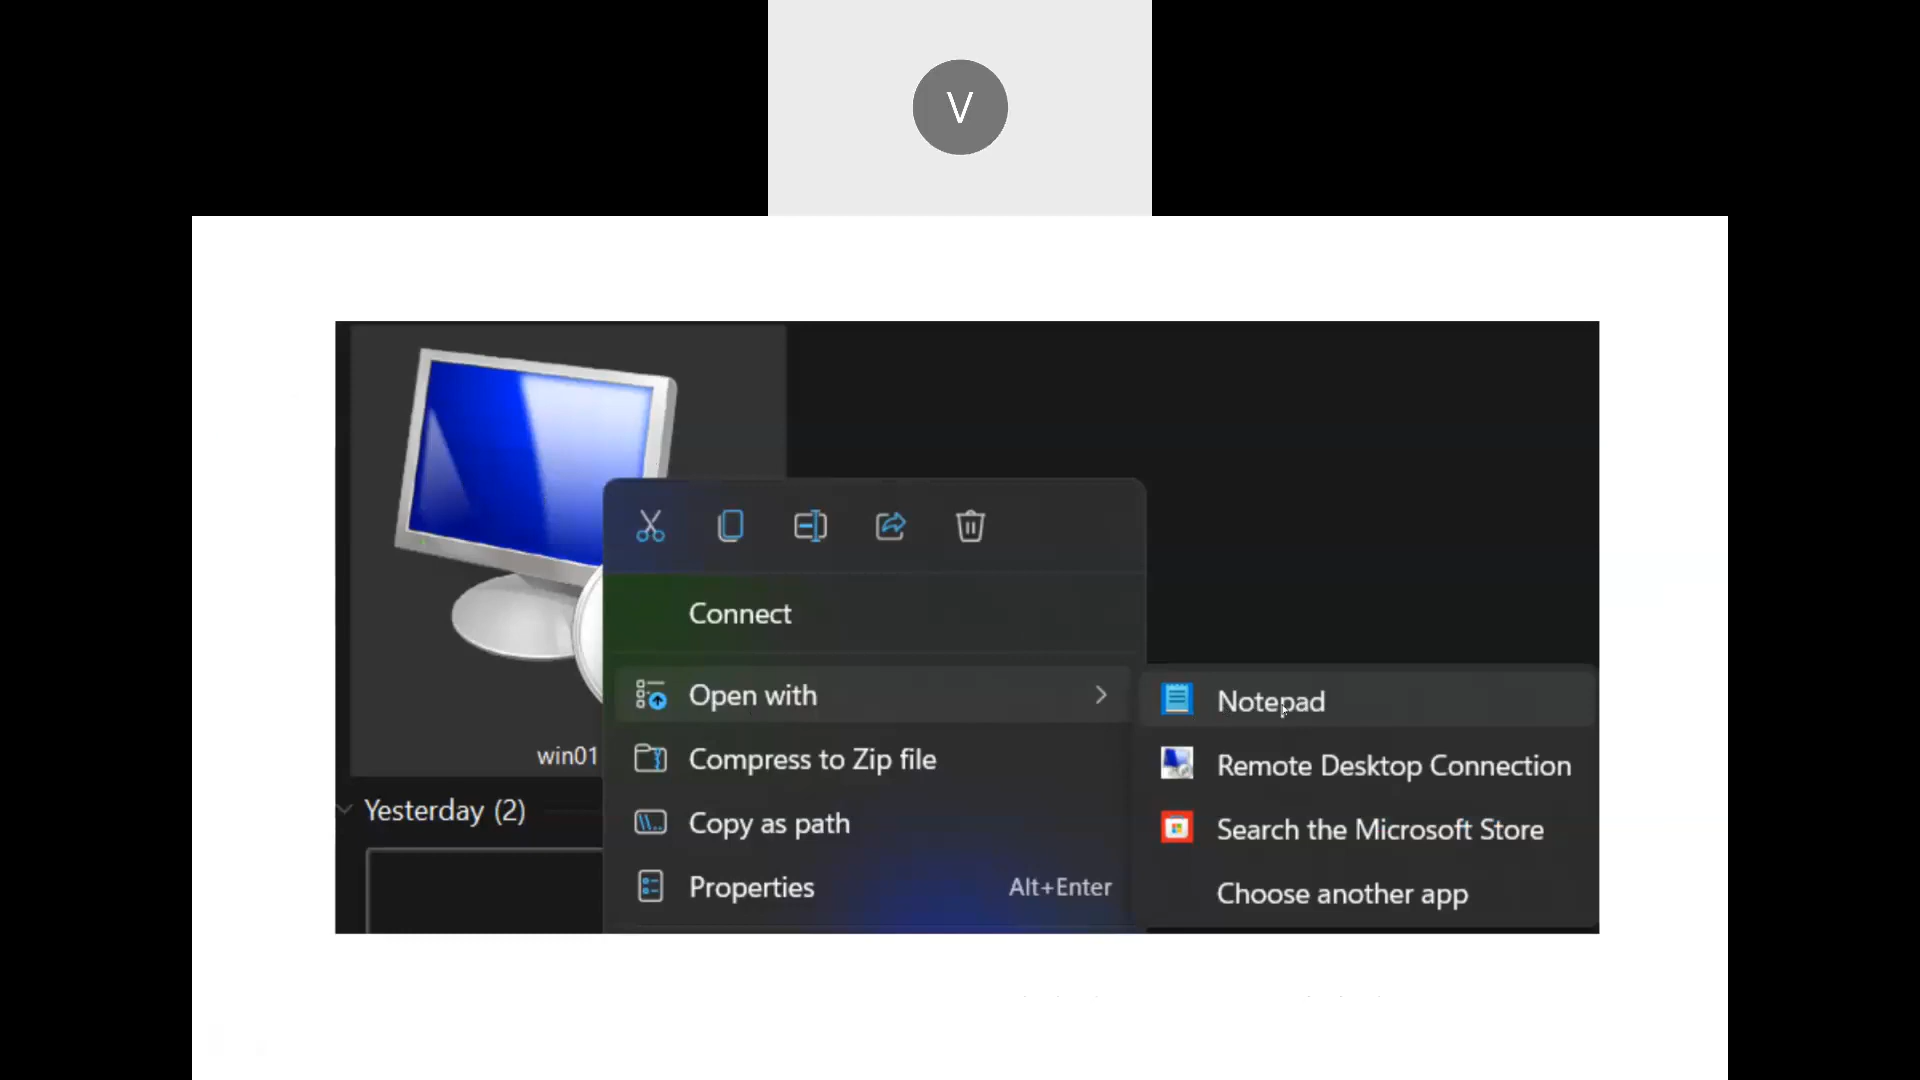 V
Connect
Open with
Notepad
win01
Compress to Zip file
Remote Desktop Connection
Yesterday (2)
Copy as path
Search the Microsoft Store
Properties Alt+Enter
Choose another app